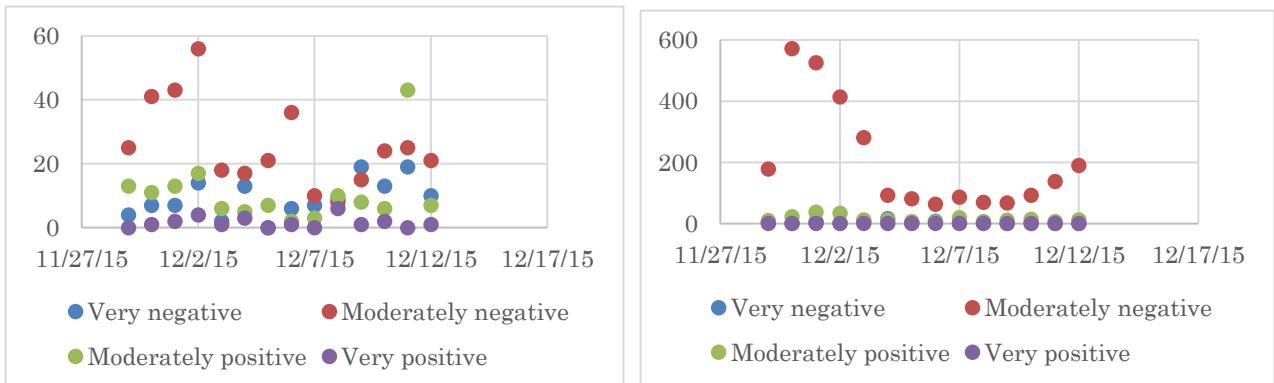 60
40
20
0
11/27/15 12/2/15 12/7/15 12/12/15 12/17/15
Very negative Moderately negative
Moderately positive Very positive
600
400
200
0
11/27/15 12/2/15 12/7/15 12/12/15 12/17/15
Very negative Moderately negative
Moderately positive Very positive